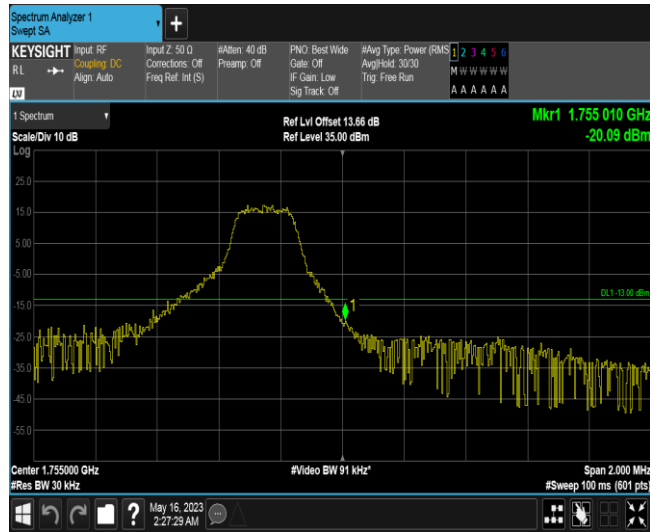 Spectrum Analyzer 1
Swept SA
+
KEYSIGHT
RL
LXI
Input: RF
Coupling: DC
Align: Auto
Input Z: 50 Ω
Corrections: Off
Freq Ref: Int (S)
#Atten: 40 dB
Preamp: Off
PNO: Best Wide
Gate: Off
IF Gain: Low
Sig Track: Off
#Avg Type: Power (RMS
Avg|Hold: 30/30
Trig: Free Run
1 2 3 4 5 6
M W W W W W
A A A A A A
1 Spectrum
Scale/Div 10 dB
Log
Ref Lvl Offset 13.66 dB
Ref Level 35.00 dBm
Mkr1 1.755 010 GHz
-20.09 dBm
25.0
15.0
5.00
-5.00
DL1 -13.00 dBm
1
-15.0
-25.0
-35.0
-45.0
-55.0
Center 1.755000 GHz
#Video BW 91 kHz*
Span 2.000 MHz
#Res BW 30 kHz
#Sweep 100 ms (601 pts)
?
May 16, 2023
2:27:29 AM